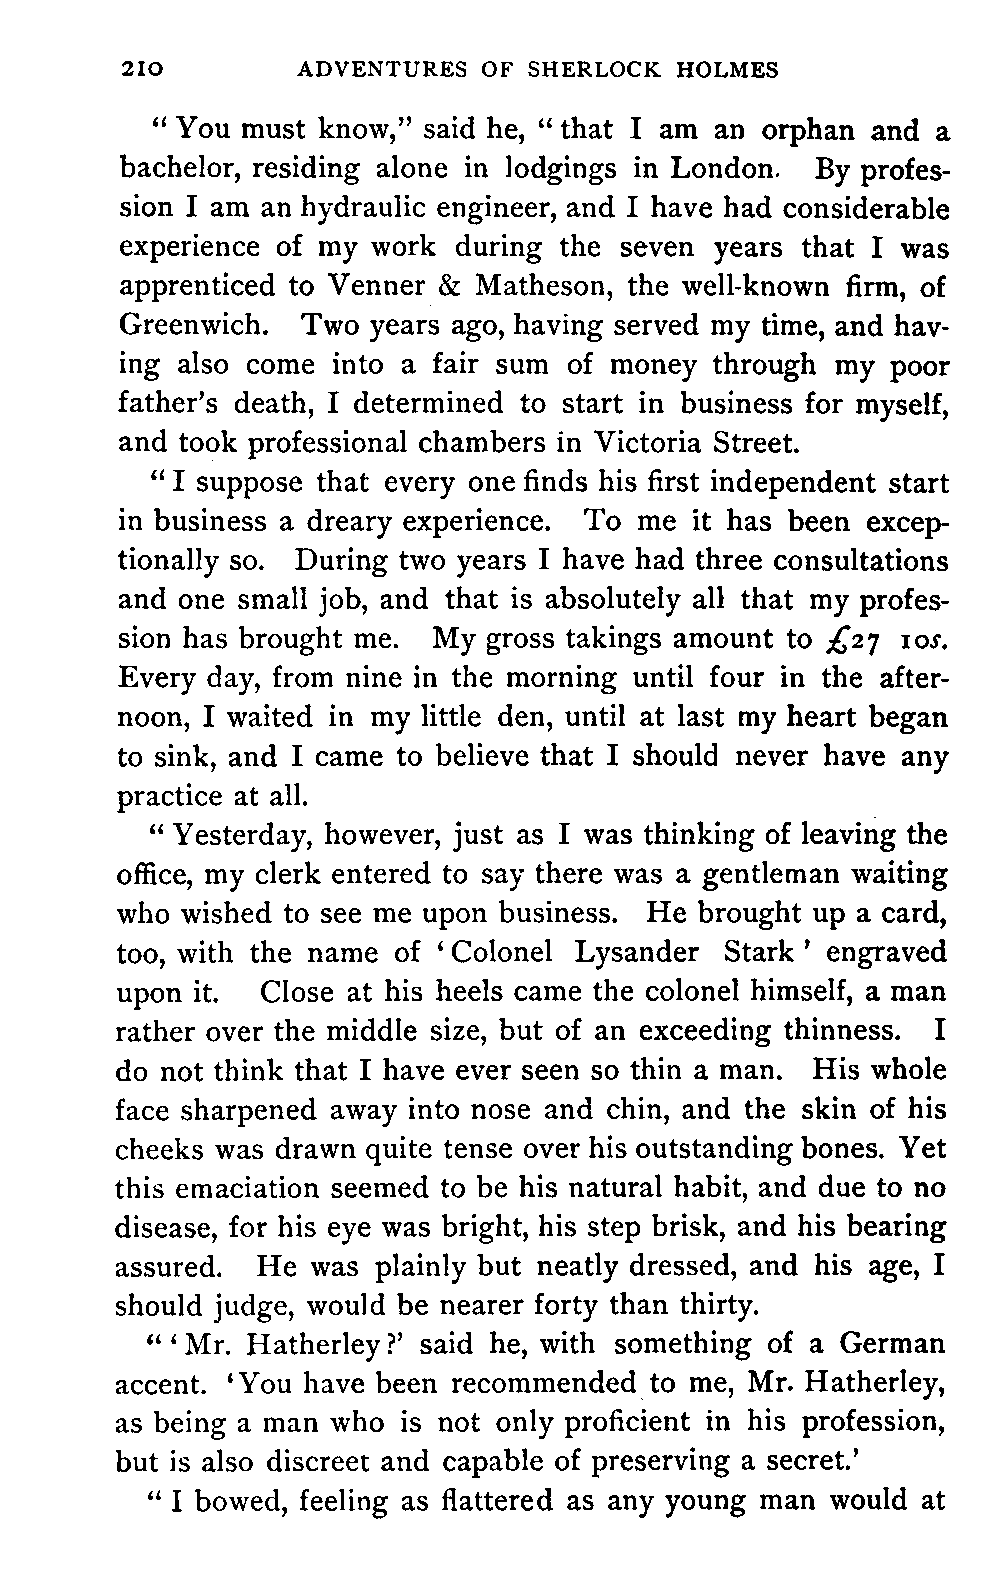 210 ADVENTURES OF SHERLOCK HOLMES
“ You must know,” said he, “ that I am an orphan and a
bachelor, residing alone in lodgings in London. By profes-
sion I am an hydraulic engineer, and I have had considerable
experience of my work during the seven years that I was
apprenticed to Venner & Matheson, the well-known firm, of
Greenwich. Two years ago, having served my time, and hav-
ing also come into a fair sum of money through my poor
father’s death, I determined to start in business for myself,
and took professional chambers in Victoria Street.
“ I suppose that every one finds his first independent start
in business a dreary experience. To me it has been excep-
tionally so. During two years I have had three consultations
and one small job, and that is absolutely all that my profes-
sion has brought me. My gross takings amount to £27 10s.
Every day, from nine in the morning until four in the after-
noon, I waited in my little den, until at last my heart began
to sink, and I came to believe that I should never have any
practice at all.
“ Yesterday, however, just as I was thinking of leaving the
office, my clerk entered to say there was a gentleman waiting
who wished to see me upon business. He brought up a card,
too, with the name of ‘ Colonel Lysander Stark ’ engraved
upon it. Close at his heels came the colonel himself, a man
rather over the middle size, but of an exceeding thinness. I
do not think that I have ever seen so thin a man. His whole
face sharpened away into nose and chin, and the skin of his
cheeks was drawn quite tense over his outstanding bones. Yet
this emaciation seemed to be his natural habit, and due to no
disease, for his eye was bright, his step brisk, and his bearing
assured. He was plainly but neatly dressed, and his age, I
should judge, would be nearer forty than thirty.
“ ‘ Mr. Hatherley ?’ said he, with something of a German
accent. ‘ You have been recommended to me, Mr. Hatherley,
as being a man who is not only proficient in his profession,
but is also discreet and capable of preserving a secret.’
“ I bowed, feeling as flattered as any young man would at